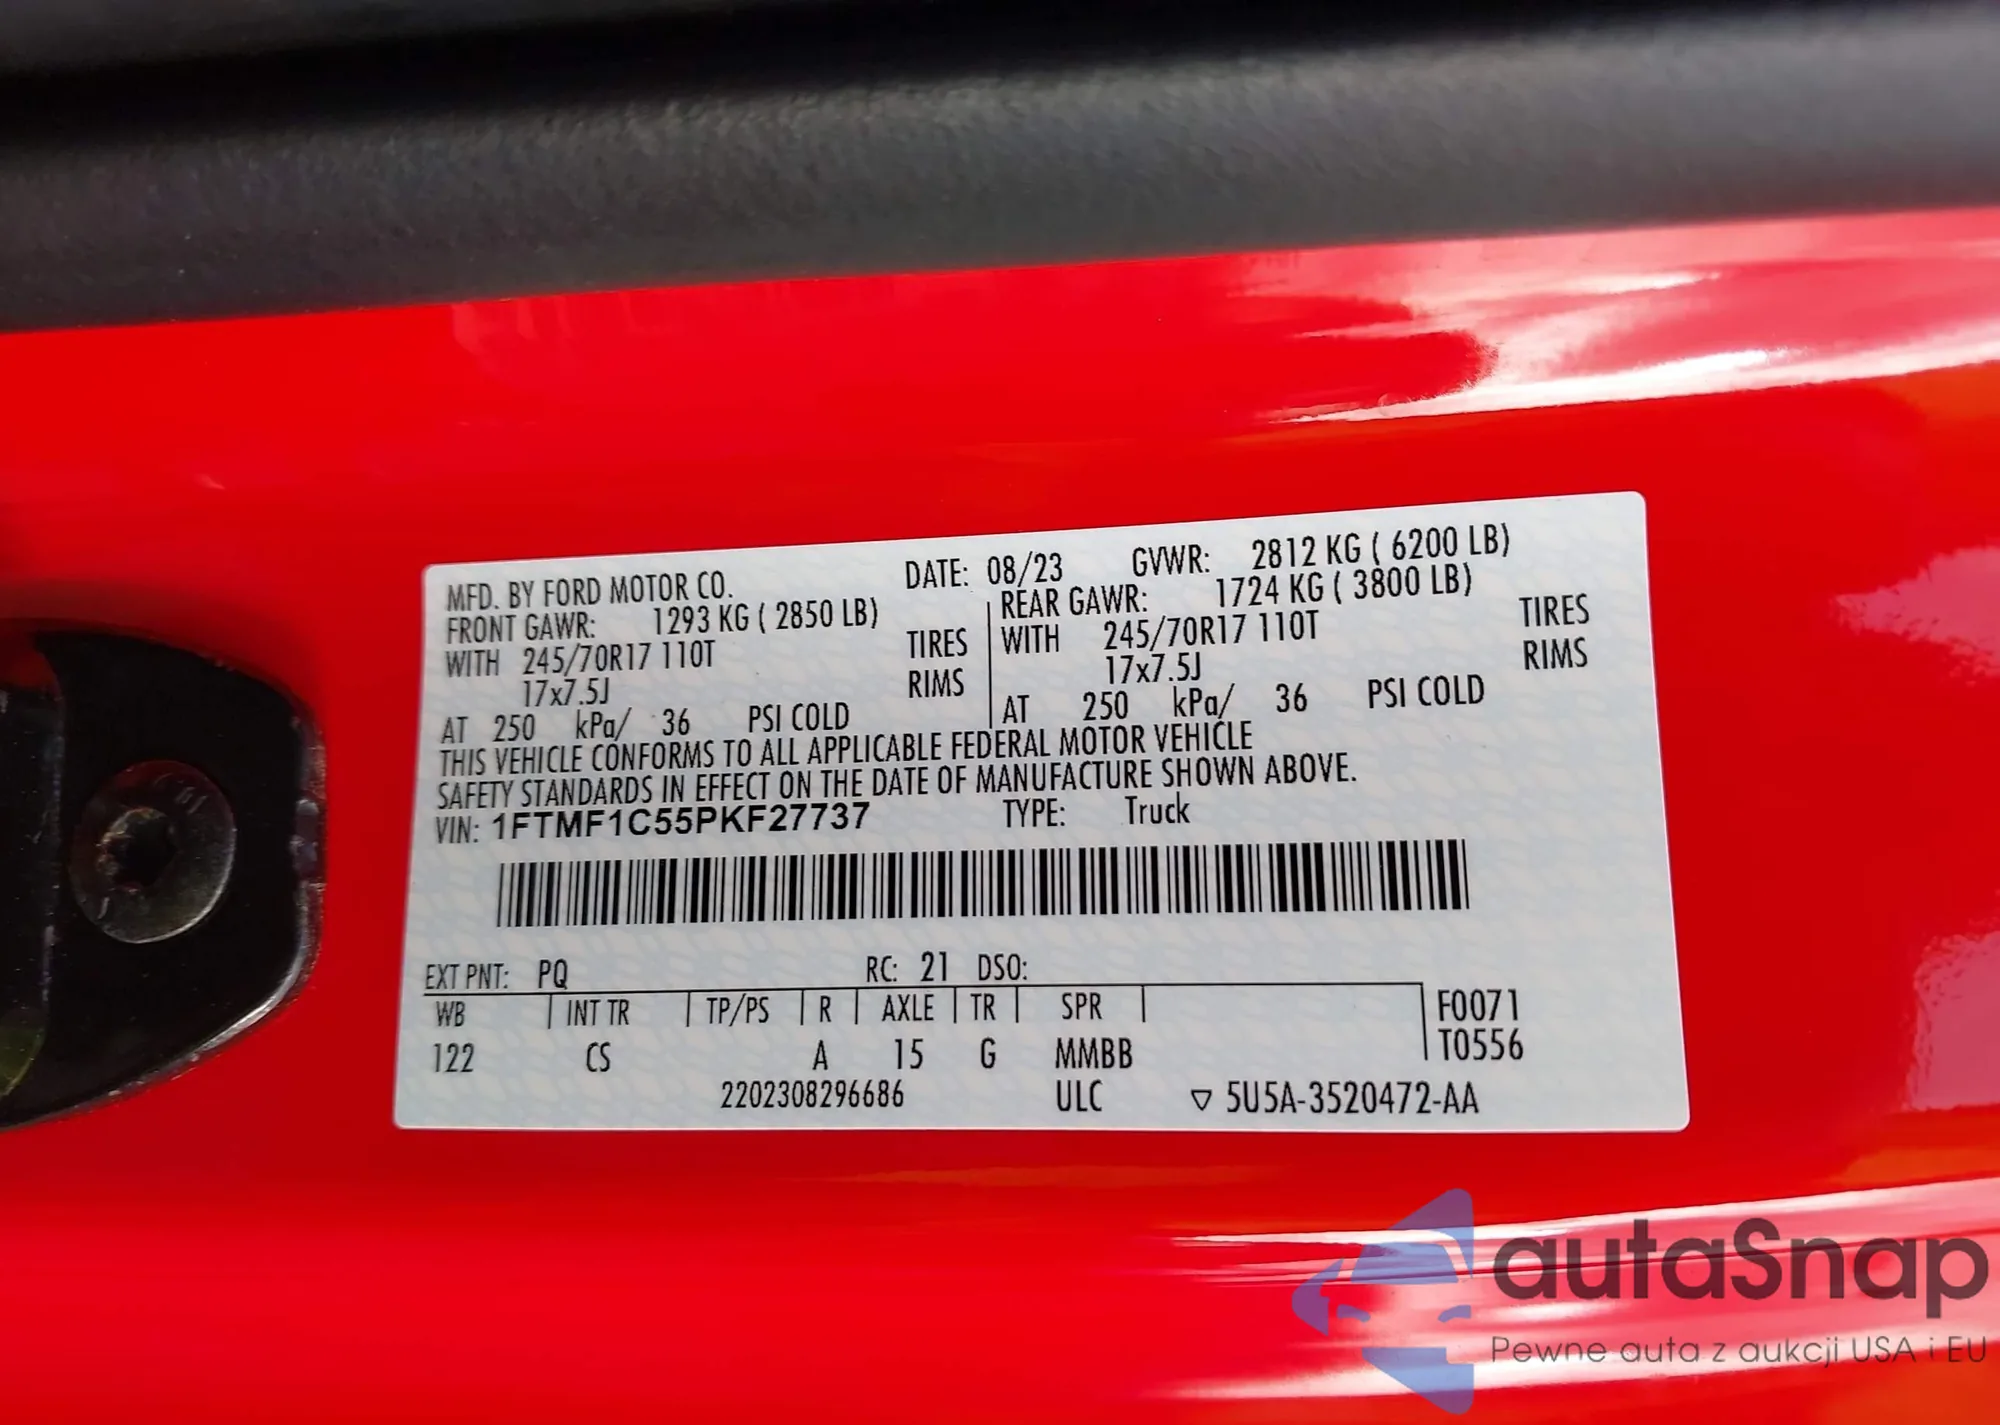 MFD. BY FORD MOTOR CO. DATE: 08/23 GVWR: 2812 KG ( 6200 LB)
FRONT GAWR: 1293 KG ( 2850 LB) REAR GAWR: 1724 KG ( 3800 LB)
WITH 245/70R17 110T TIRES WITH 245/70R17 110T TIRES
17x7.5J RIMS 17x7.5J RIMS
AT 250 kPa/ 36 PSI COLD AT 250 kPa/ 36 PSI COLD
THIS VEHICLE CONFORMS TO ALL APPLICABLE FEDERAL MOTOR VEHICLE
SAFETY STANDARDS IN EFFECT ON THE DATE OF MANUFACTURE SHOWN ABOVE.
VIN: 1FTMF1C55PKF27737 TYPE: Truck
EXT PNT: PQ RC: 21 DSO:
WB INT TR TP/PS R AXLE TR SPR F0071
122 CS A 15 G MMBB T0556
2202308296686 ULC ▽ 5U5A-3520472-AA
autaSnap
Pewne auta z aukcji USA i EU